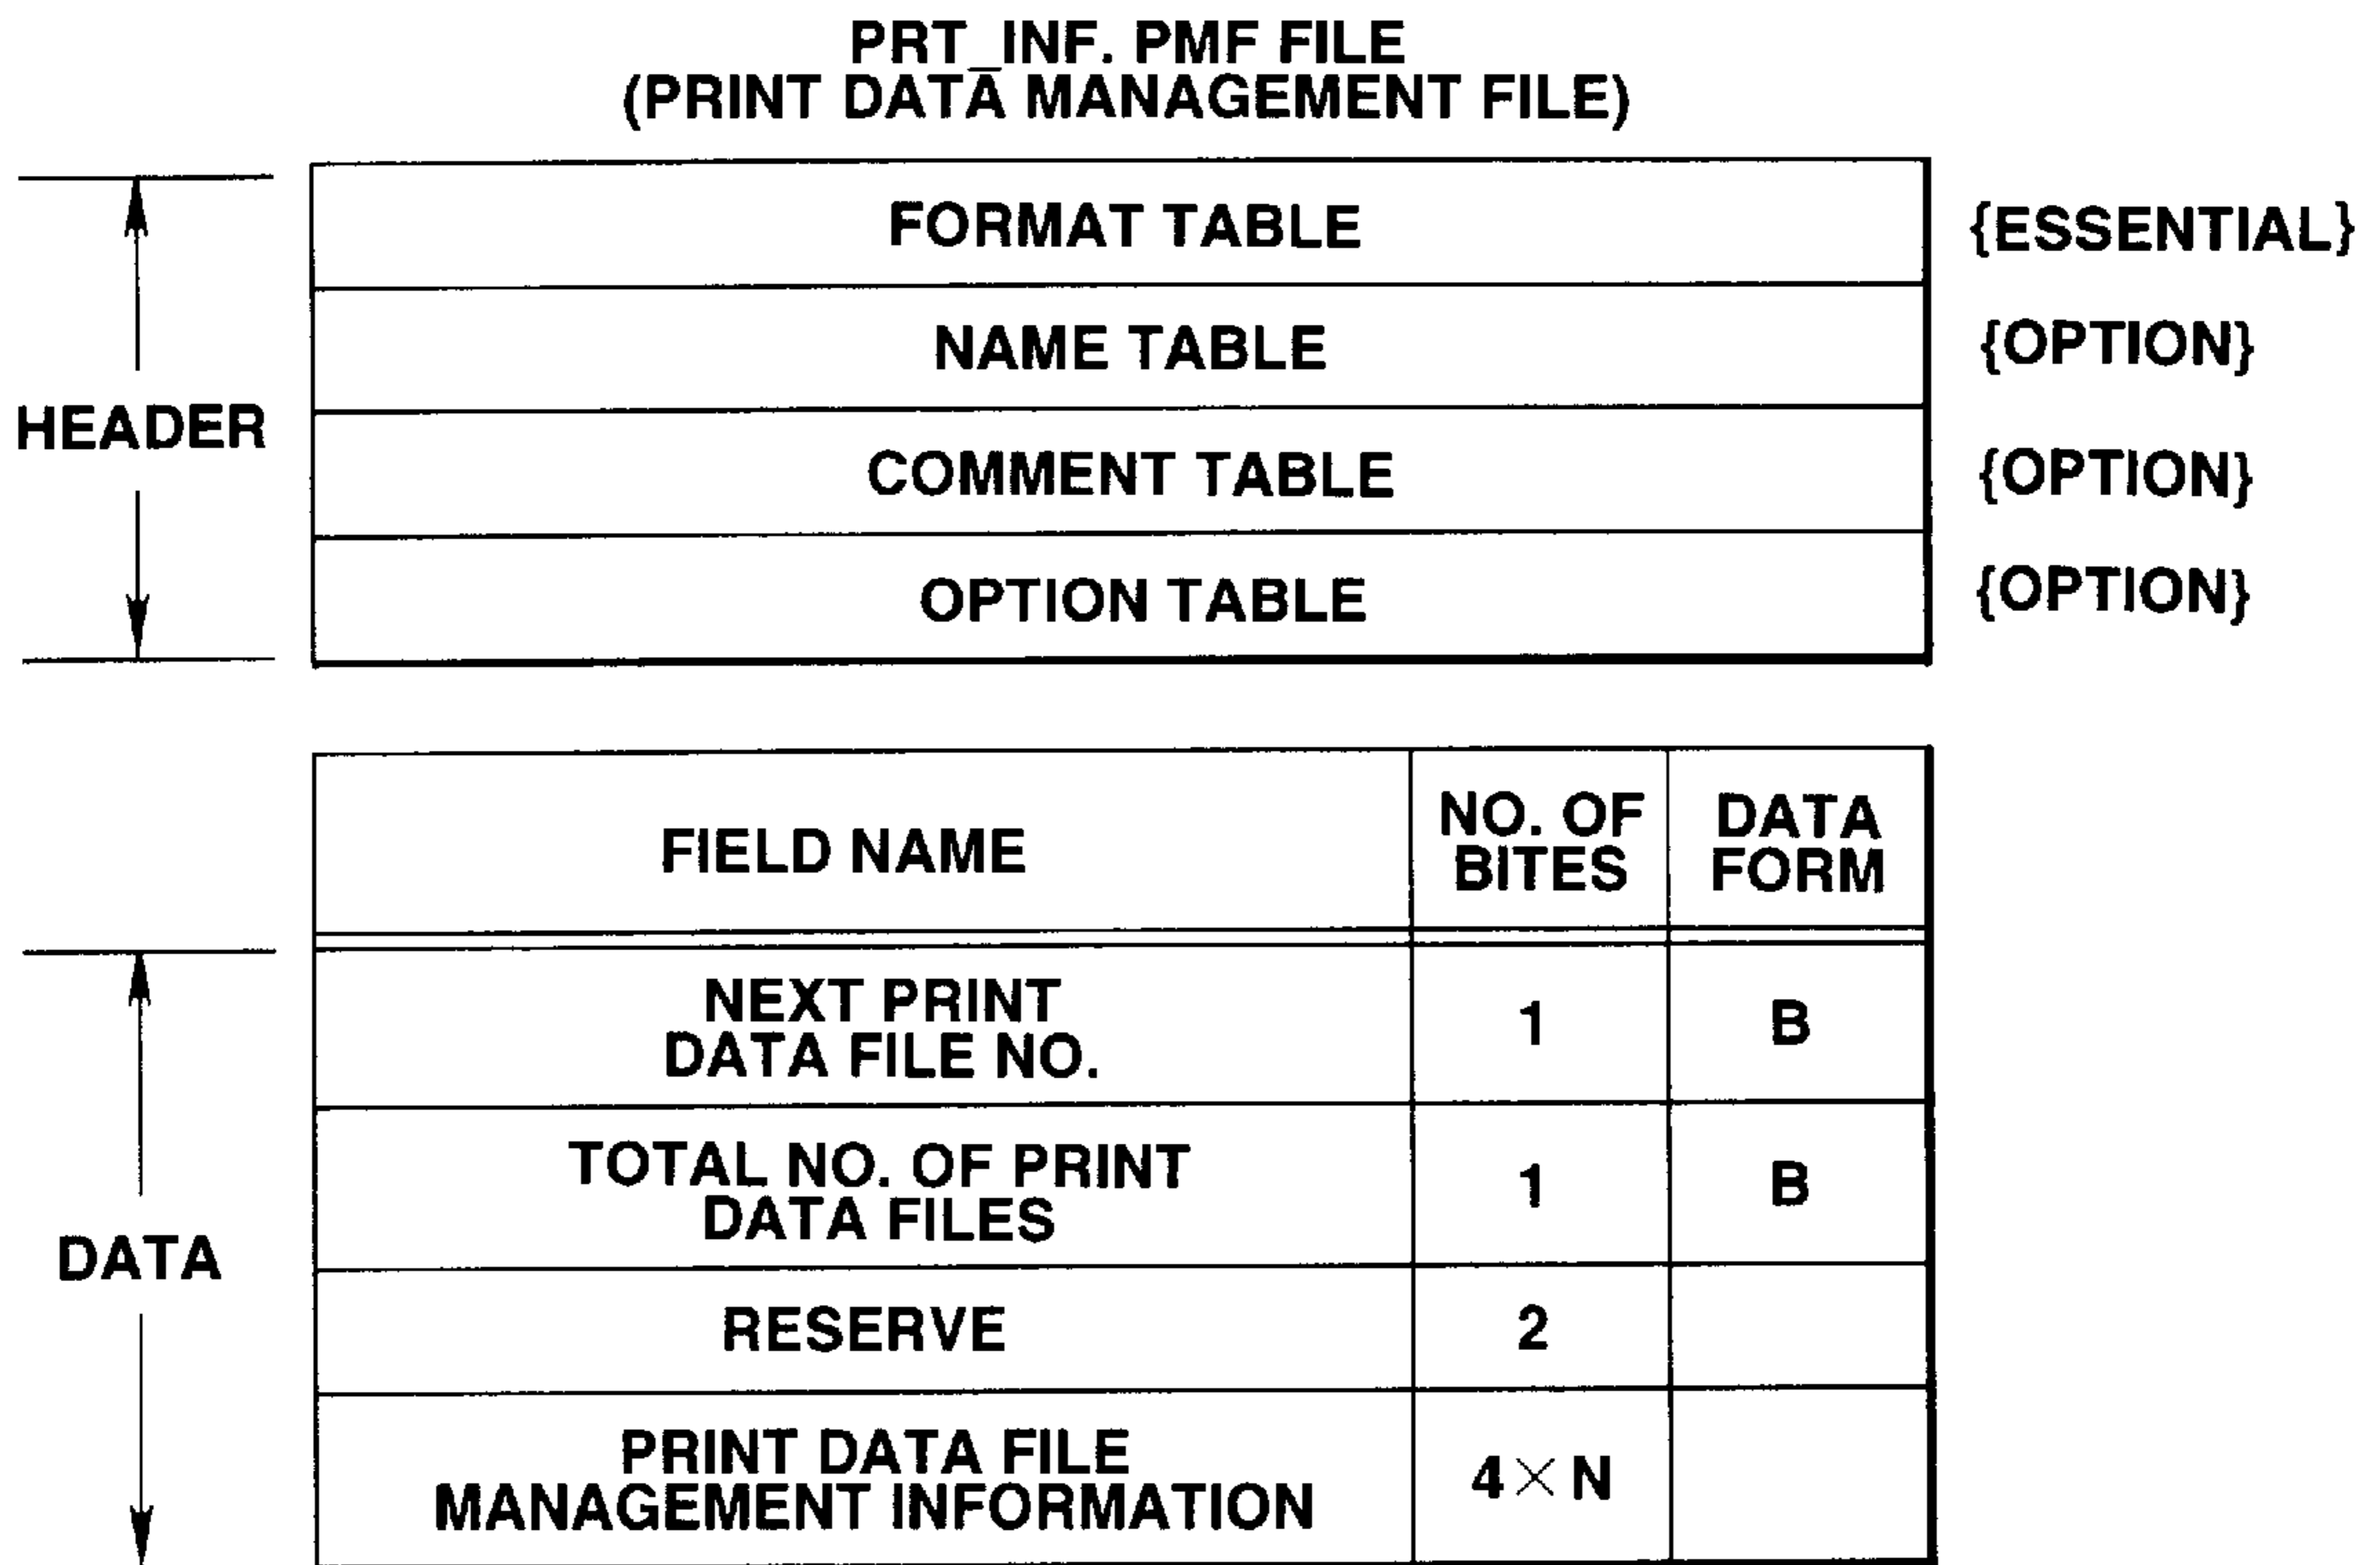 PRT_INF. PMF FILE
(PRINT DATA MANAGEMENT FILE)
FORMAT TABLE {ESSENTIAL}
NAME TABLE {OPTION}
HEADER
COMMENT TABLE {OPTION}
OPTION TABLE {OPTION}
FIELD NAME
NO. OF
BITES
DATA
FORM
NEXT PRINT
DATA FILE NO.
1
B
TOTAL NO. OF PRINT
DATA FILES
1
B
DATA
RESERVE
2
PRINT DATA FILE
MANAGEMENT INFORMATION
4×N